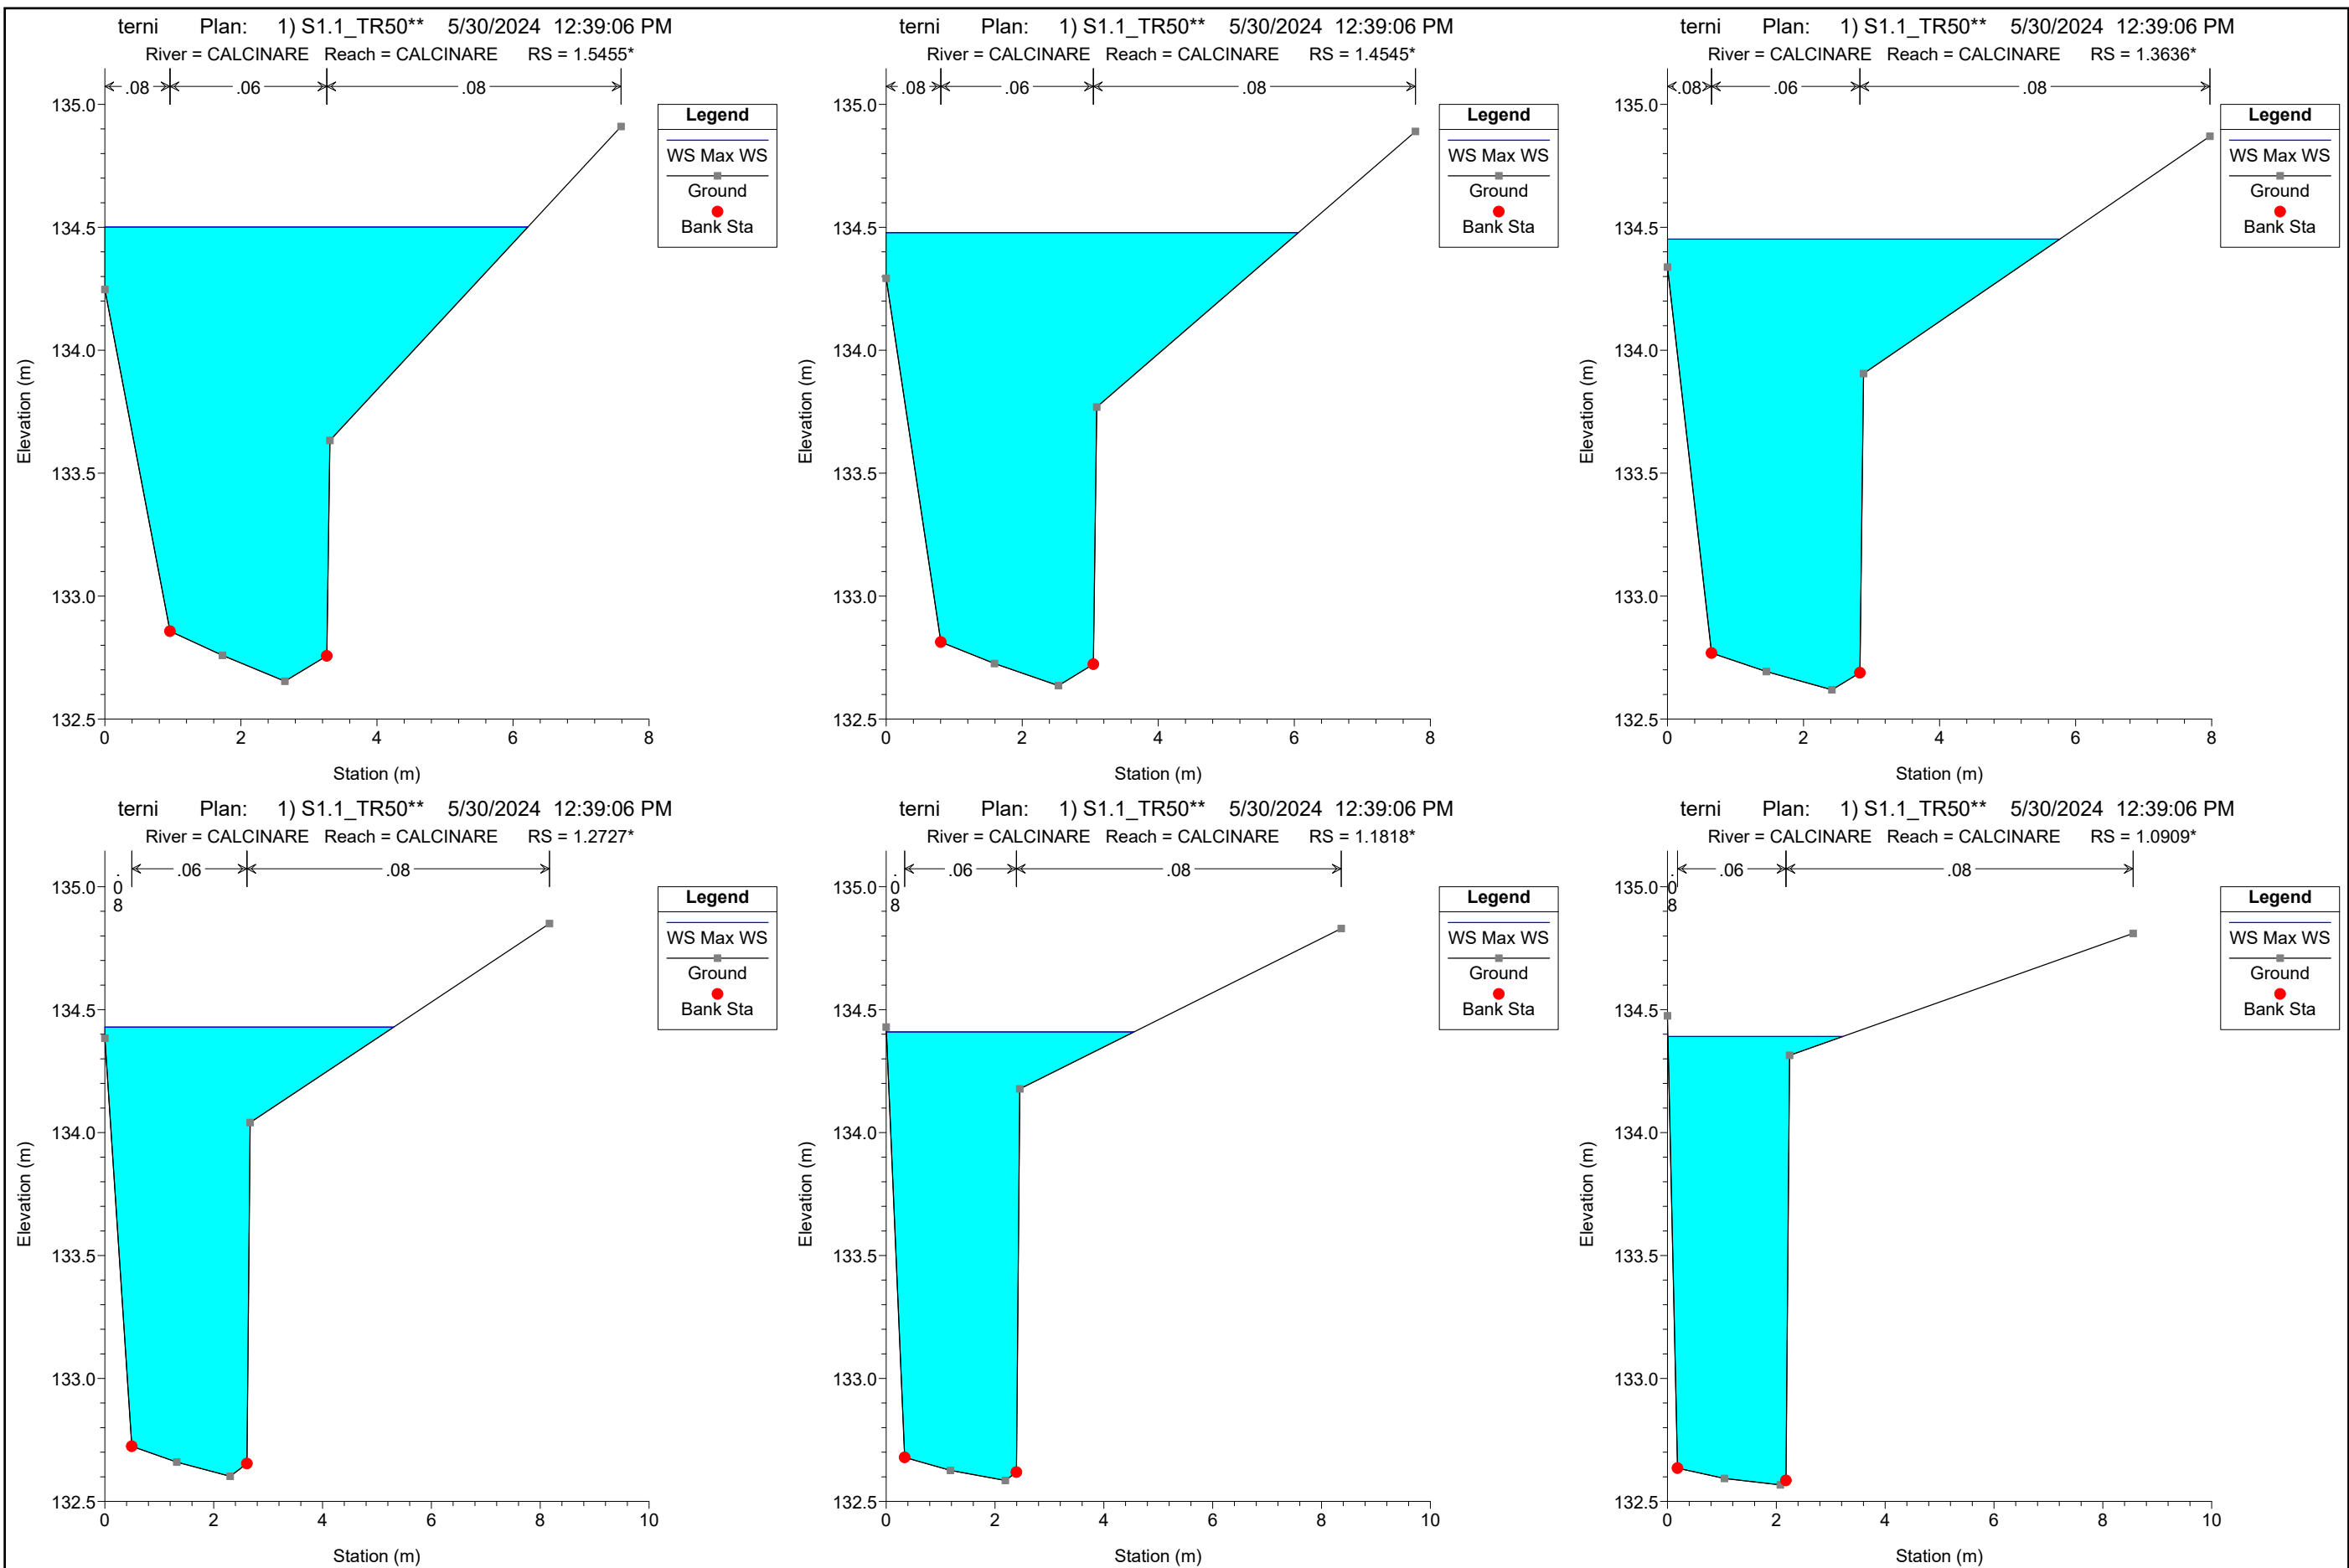 terni Plan: 1) S1.1_TR50** 5/30/2024 12:39:06 PM
River = CALCINARE Reach = CALCINARE RS = 1.5455*
.08 .06 .08
Legend
WS Max WS
Ground
Bank Sta
135.0
134.5
134.0
133.5
133.0
132.5
Elevation (m)
0 2 4 6 8
Station (m)
terni Plan: 1) S1.1_TR50** 5/30/2024 12:39:06 PM
River = CALCINARE Reach = CALCINARE RS = 1.4545*
.08 .06 .08
Legend
WS Max WS
Ground
Bank Sta
135.0
134.5
134.0
133.5
133.0
132.5
Elevation (m)
0 2 4 6 8
Station (m)
terni Plan: 1) S1.1_TR50** 5/30/2024 12:39:06 PM
River = CALCINARE Reach = CALCINARE RS = 1.3636*
.08 .06 .08
Legend
WS Max WS
Ground
Bank Sta
135.0
134.5
134.0
133.5
133.0
132.5
Elevation (m)
0 2 4 6 8
Station (m)
terni Plan: 1) S1.1_TR50** 5/30/2024 12:39:06 PM
River = CALCINARE Reach = CALCINARE RS = 1.2727*
.08 .06 .08
Legend
WS Max WS
Ground
Bank Sta
135.0
134.5
134.0
133.5
133.0
132.5
Elevation (m)
0 2 4 6 8 10
Station (m)
terni Plan: 1) S1.1_TR50** 5/30/2024 12:39:06 PM
River = CALCINARE Reach = CALCINARE RS = 1.1818*
.08 .06 .08
Legend
WS Max WS
Ground
Bank Sta
135.0
134.5
134.0
133.5
133.0
132.5
Elevation (m)
0 2 4 6 8 10
Station (m)
terni Plan: 1) S1.1_TR50** 5/30/2024 12:39:06 PM
River = CALCINARE Reach = CALCINARE RS = 1.0909*
.08 .06 .08
Legend
WS Max WS
Ground
Bank Sta
135.0
134.5
134.0
133.5
133.0
132.5
Elevation (m)
0 2 4 6 8 10
Station (m)